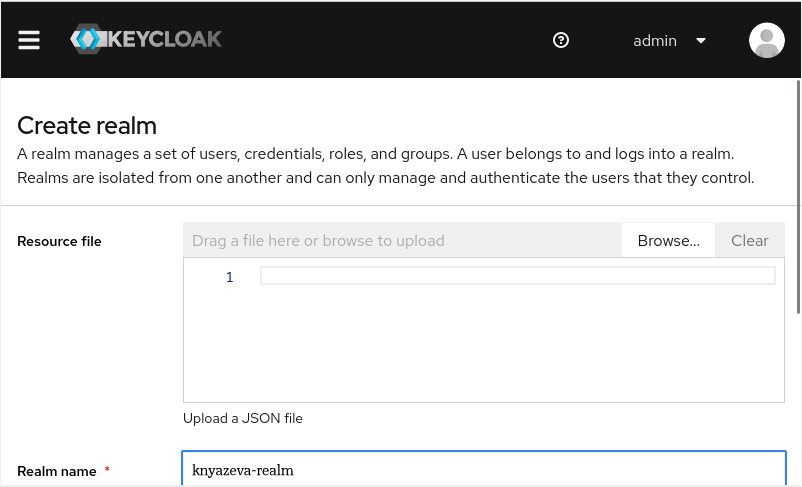 KEYCLOAK
admin
Create realm
A realm manages a set of users, credentials, roles, and groups. A user belongs to and logs into a realm.
Realms are isolated from one another and can only manage and authenticate the users that they control.
Resource file
Drag a file here or browse to upload
Browse...
Clear
1
Upload a JSON file
Realm name *
knyazeva-realm